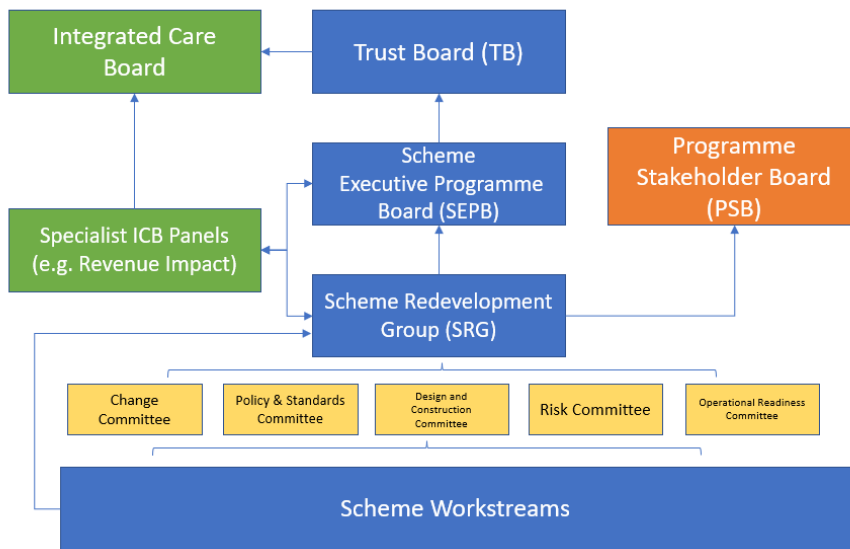 Integrated Care
Board
Trust Board (TB)
Scheme
Executive Programme
Board (SEPB)
Programme
Stakeholder Board
(PSB)
Specialist ICB Panels
(e.g. Revenue Impact)
Scheme Redevelopment
Group (SRG)
Change
Committee
Policy & Standards
Committee
Design and
Construction
Committee
Risk Committee
Operational Readiness
Committee
Scheme Workstreams